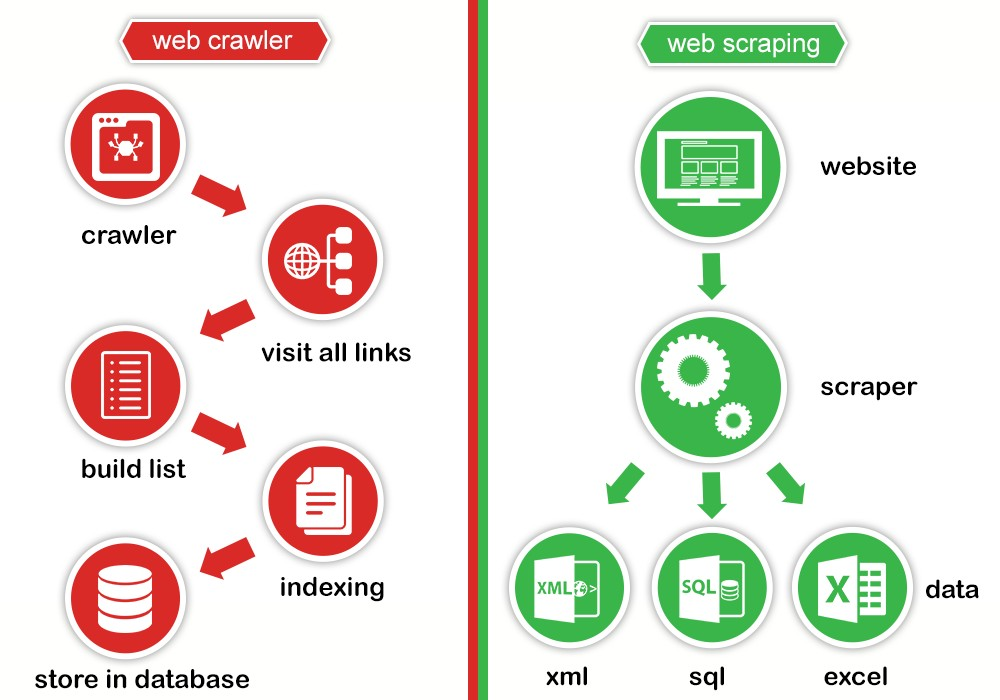 web crawler
crawler
visit all links
build list
indexing
store in database
web scraping
website
scraper
XML
SQL
X
data
xml
sql
excel